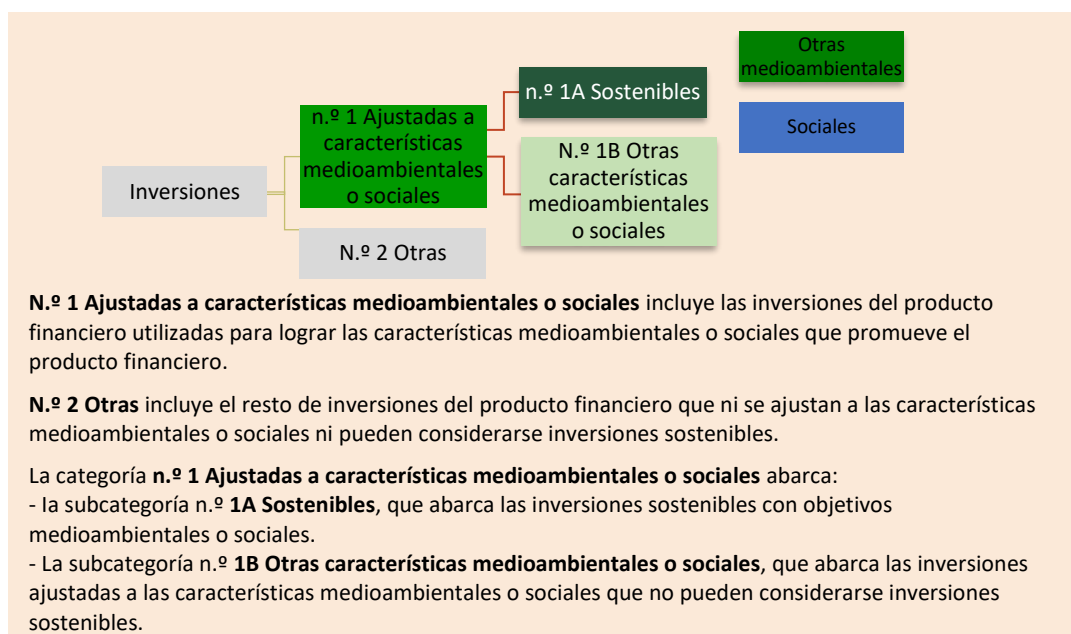 Otras
medioambientales
n.º 1A Sostenibles
n.º 1 Ajustadas a
características
medioambientales
o sociales
Sociales
N.º 1B Otras
características
medioambientales
o sociales
Inversiones
N.º 2 Otras
N.º 1 Ajustadas a características medioambientales o sociales incluye las inversiones del producto
financiero utilizadas para lograr las características medioambientales o sociales que promueve el
producto financiero.
N.º 2 Otras incluye el resto de inversiones del producto financiero que ni se ajustan a las características
medioambientales o sociales ni pueden considerarse inversiones sostenibles.
La categoría n.º 1 Ajustadas a características medioambientales o sociales abarca:
- la subcategoría n.º 1A Sostenibles, que abarca las inversiones sostenibles con objetivos
medioambientales o sociales.
- La subcategoría n.º 1B Otras características medioambientales o sociales, que abarca las inversiones
ajustadas a las características medioambientales o sociales que no pueden considerarse inversiones
sostenibles.